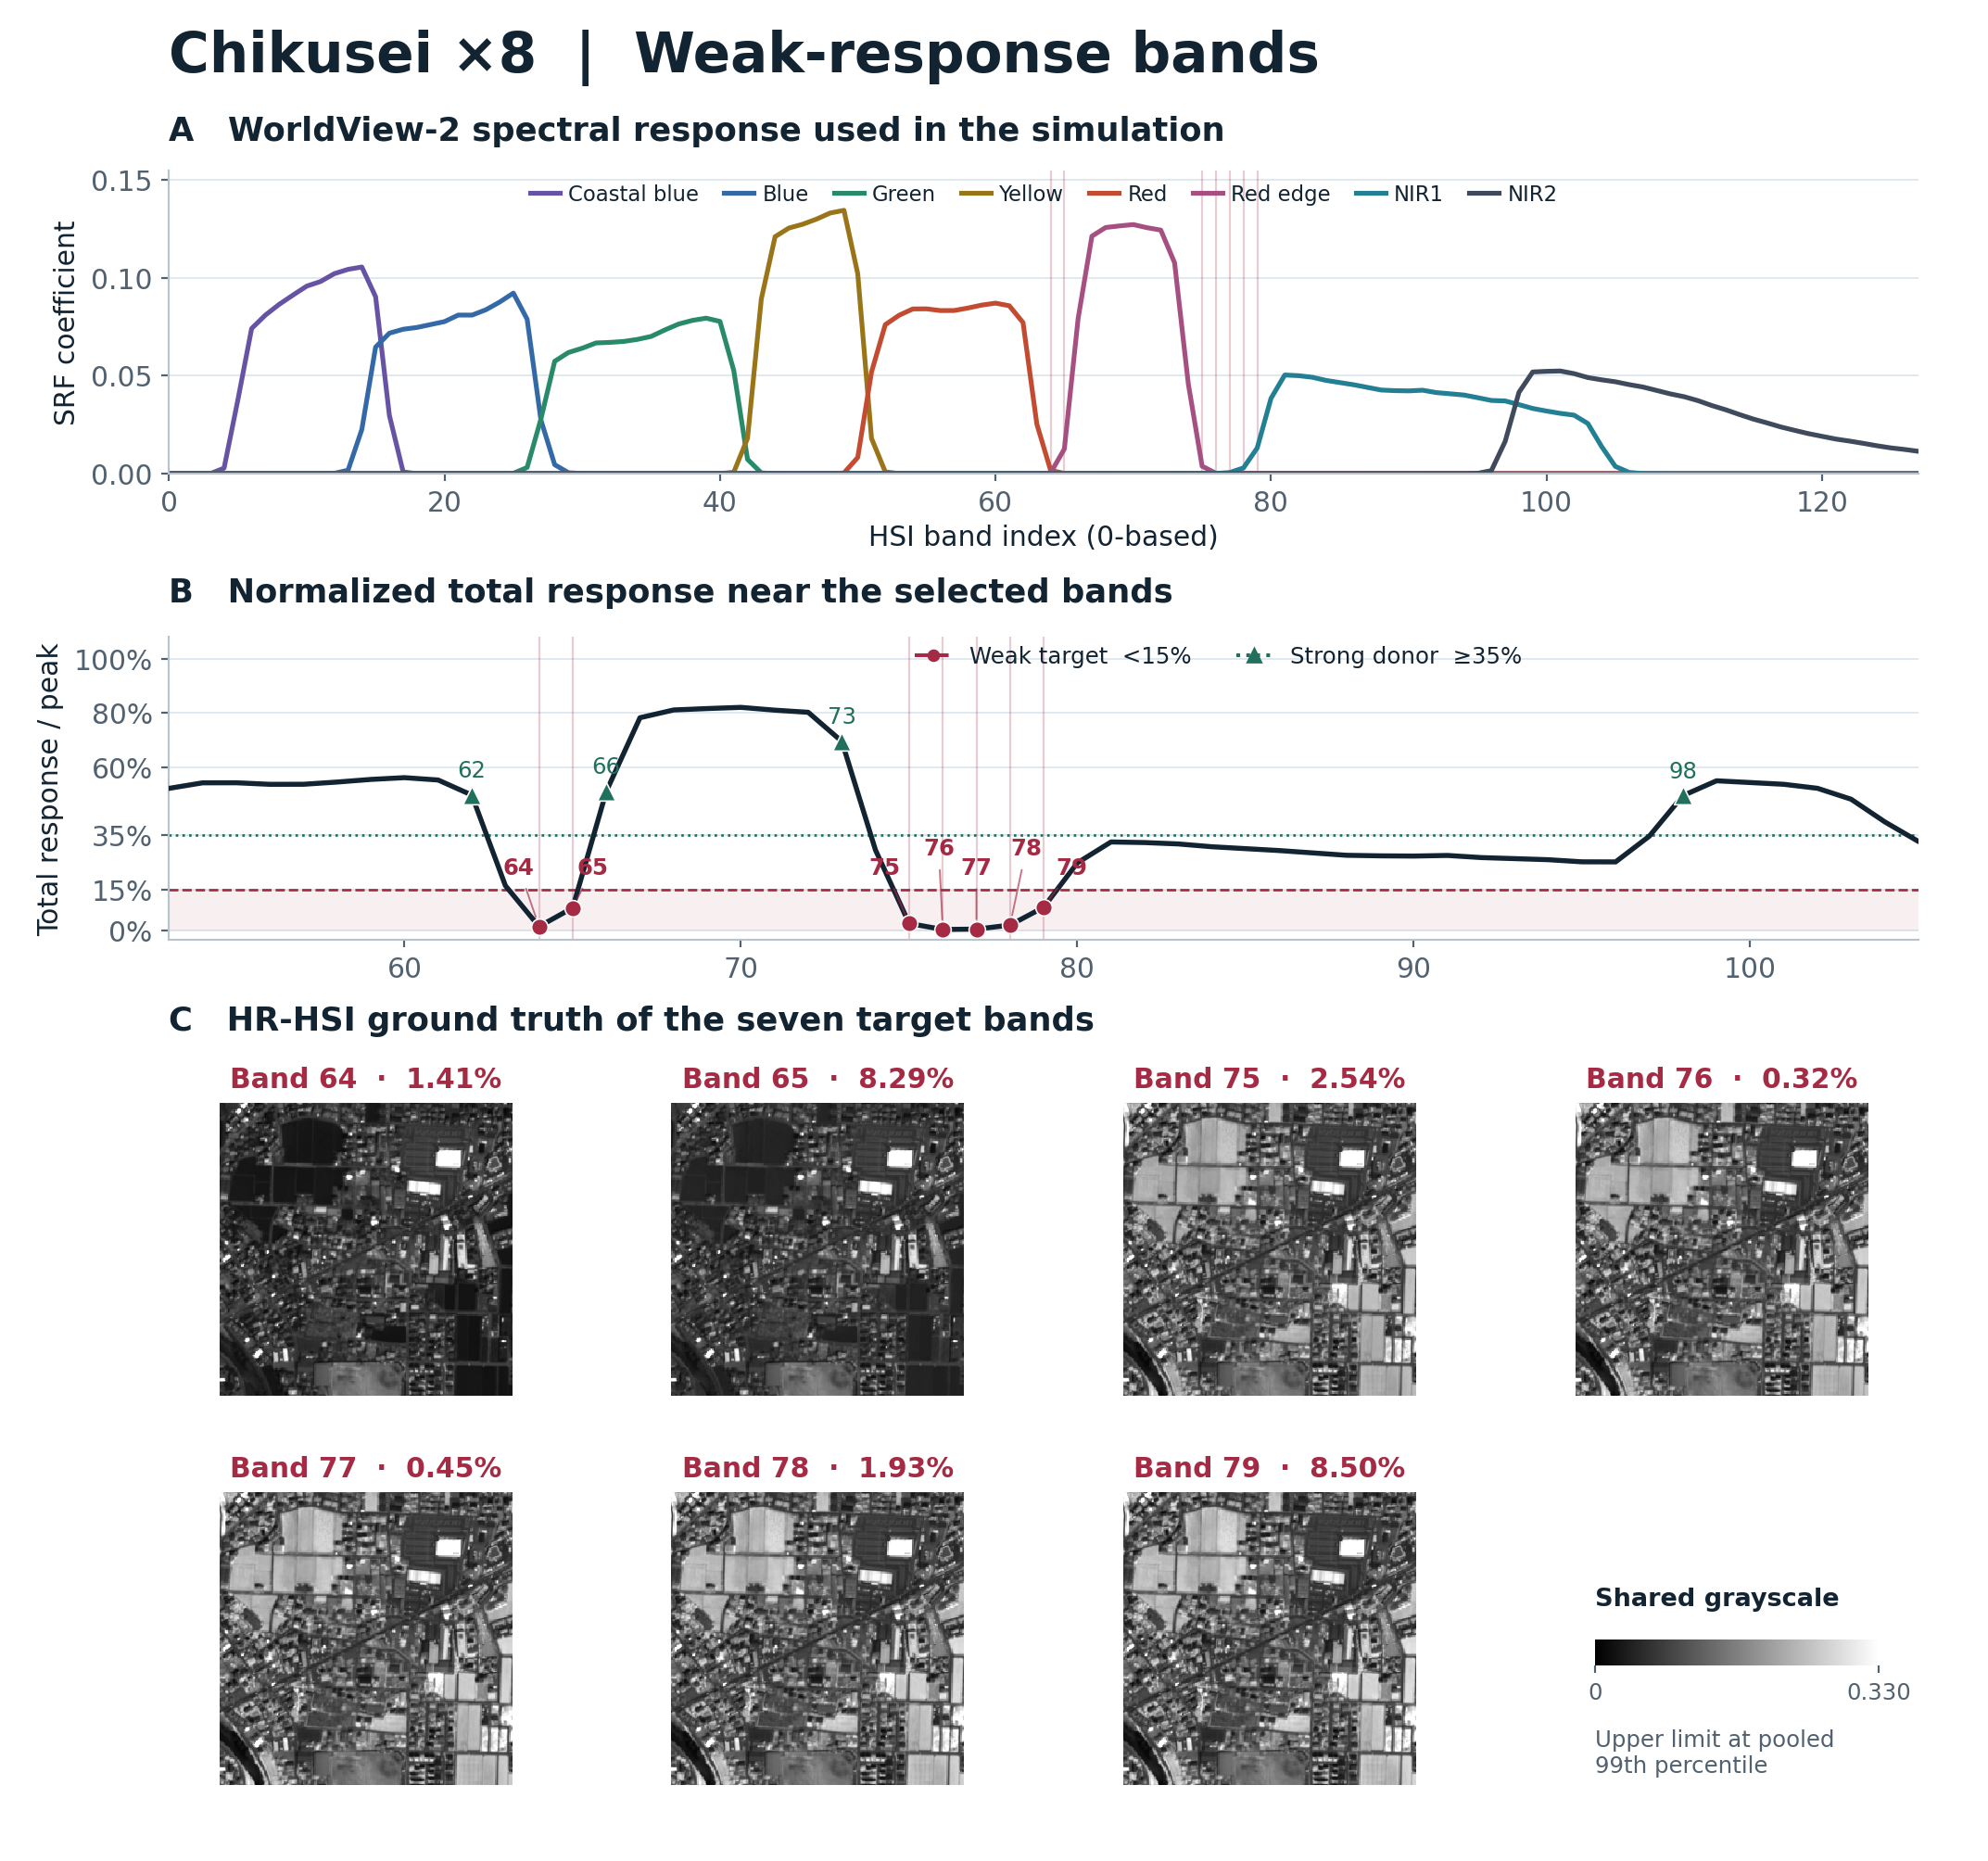 Chikusei ×8 | Weak-response bands
A WorldView-2 spectral response used in the simulation
Coastal blue Blue Green Yellow Red Red edge NIR1 NIR2
SRF coefficient
0.15
0.10
0.05
0.00
0 20 40 60 80 100 120
HSI band index (0-based)
B Normalized total response near the selected bands
Weak target <15% Strong donor ≥35%
Total response / peak
100%
80%
60%
35%
15%
0%
73
62 66 98
76 78
64 65 75 77 79
60 70 80 90 100
C HR-HSI ground truth of the seven target bands
Band 64 · 1.41% Band 65 · 8.29% Band 75 · 2.54% Band 76 · 0.32%
Band 77 · 0.45% Band 78 · 1.93% Band 79 · 8.50%
Shared grayscale
0 0.330
Upper limit at pooled
99th percentile